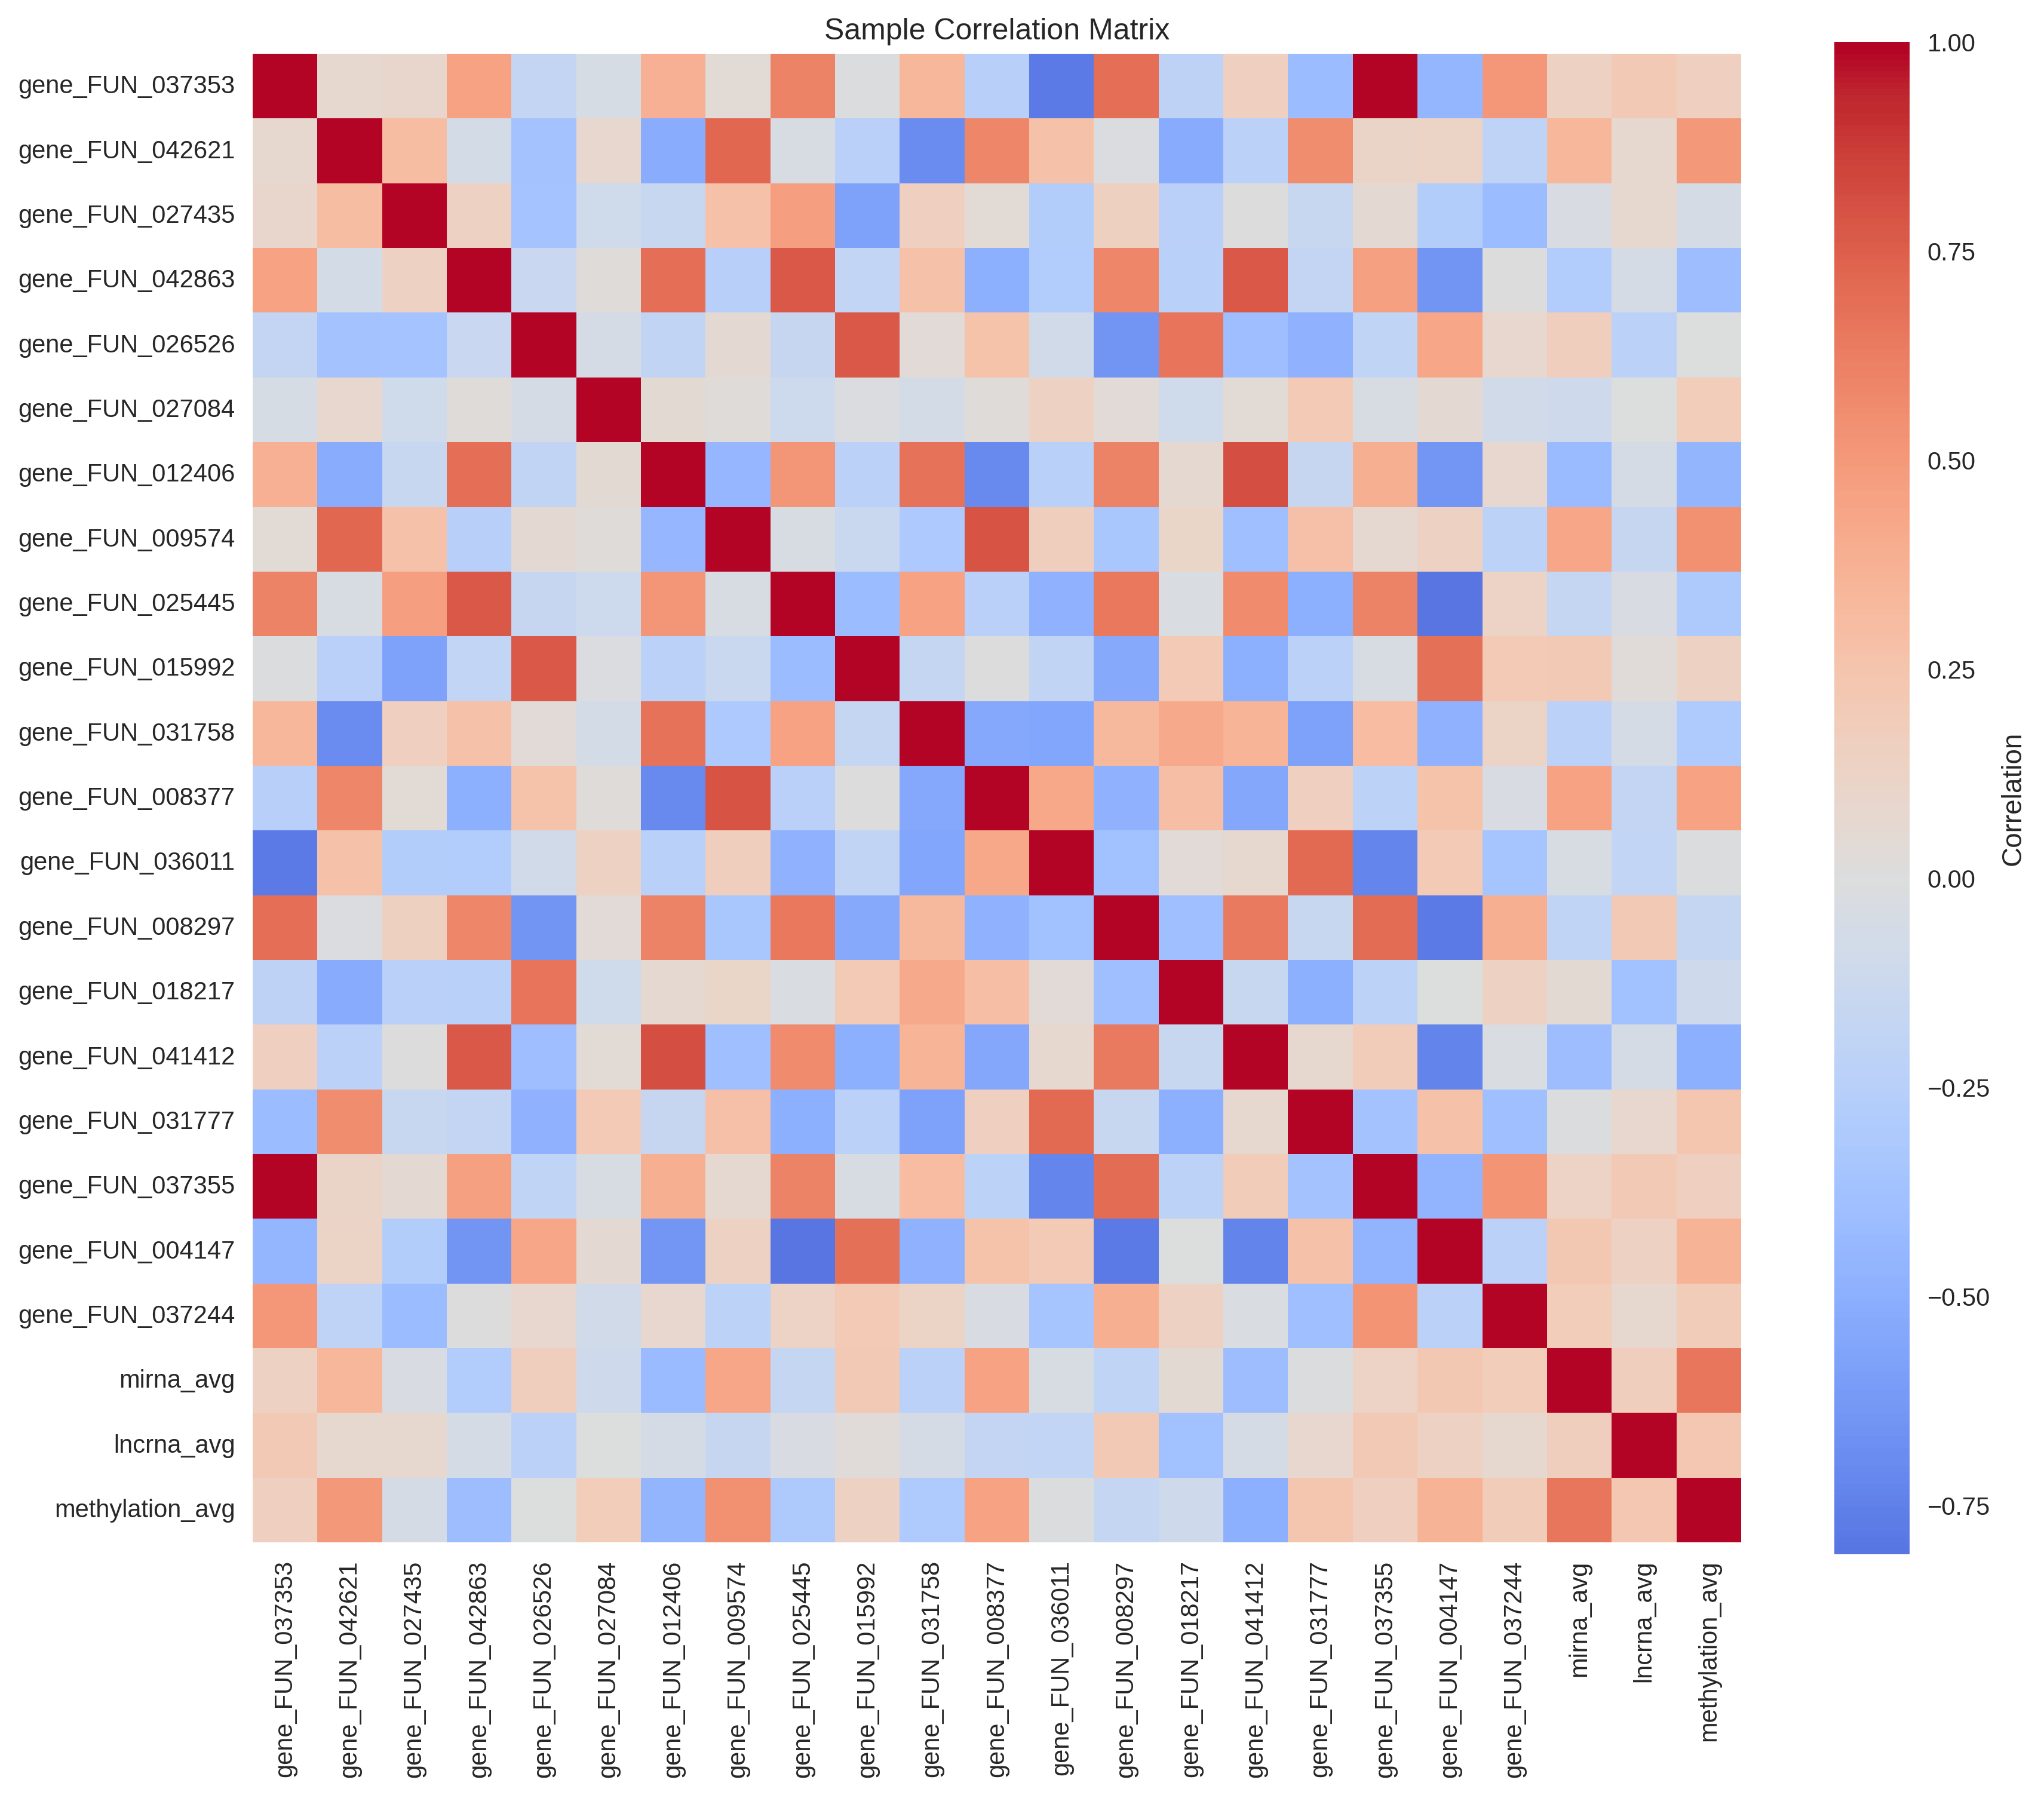 Sample Correlation Matrix
gene_FUN_037353
gene_FUN_042621
gene_FUN_027435
gene_FUN_042863
gene_FUN_026526
gene_FUN_027084
gene_FUN_012406
gene_FUN_009574
gene_FUN_025445
gene_FUN_015992
gene_FUN_031758
gene_FUN_008377
gene_FUN_036011
gene_FUN_008297
gene_FUN_018217
gene_FUN_041412
gene_FUN_031777
gene_FUN_037355
gene_FUN_004147
gene_FUN_037244
mirna_avg
lncrna_avg
methylation_avg
gene_FUN_037353
gene_FUN_042621
gene_FUN_027435
gene_FUN_042863
gene_FUN_026526
gene_FUN_027084
gene_FUN_012406
gene_FUN_009574
gene_FUN_025445
gene_FUN_015992
gene_FUN_031758
gene_FUN_008377
gene_FUN_036011
gene_FUN_008297
gene_FUN_018217
gene_FUN_041412
gene_FUN_031777
gene_FUN_037355
gene_FUN_004147
gene_FUN_037244
mirna_avg
lncrna_avg
methylation_avg
1.00
0.75
0.50
0.25
0.00
−0.25
−0.50
−0.75
Correlation